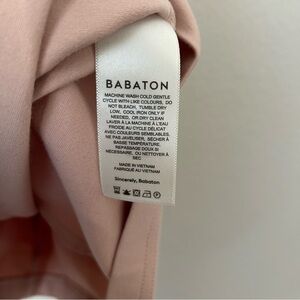 BABATON
MACHINE WASH COLD GENTLE
CYCLE WITH LIKE COLOURS, DO
NOT BLEACH, TUMBLE DRY
LOW, COOL IRON ONLY IF
NEEDED, OR DRY CLEAN
LAVER À LA MACHINE À L'EAU
FROIDE AU CYCLE DÉLICAT
AVEC COULEURS SEMBLABLES,
NE PAS JAVELISER, SÉCHER À
BASSE TEMPÉRATURE,
REPASSAGE DOUX SI
NÉCESSAIRE, OU NETTOYER À
SEC
MADE IN VIETNAM
FABRIQUÉ AU VIETNAM
Sincerely, Babaton